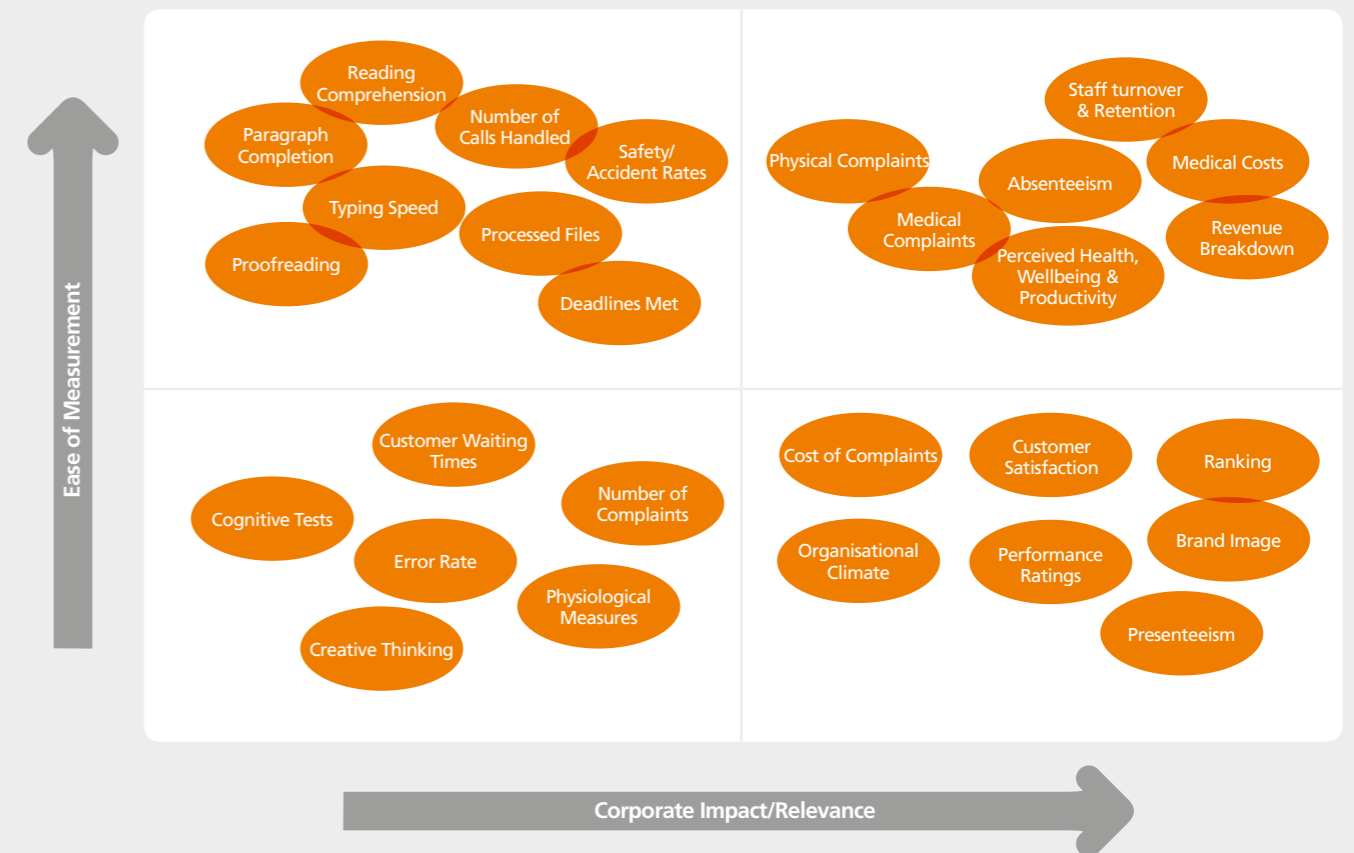 Ease of Measurement
Reading
Comprehension
Number of
Calls Handled
Paragraph
Completion
Safety/
Accident Rates
Typing Speed
Processed Files
Proofreading
Deadlines Met
Staff turnover
& Retention
Physical Complaints
Medical Costs
Absenteeism
Medical
Complaints
Revenue
Breakdown
Perceived Health,
Wellbeing &
Productivity
Customer Waiting
Times
Cognitive Tests
Number of
Complaints
Error Rate
Physiological
Measures
Creative Thinking
Cost of Complaints
Customer
Satisfaction
Ranking
Organisational
Climate
Performance
Ratings
Brand Image
Presenteeism
Corporate Impact/Relevance